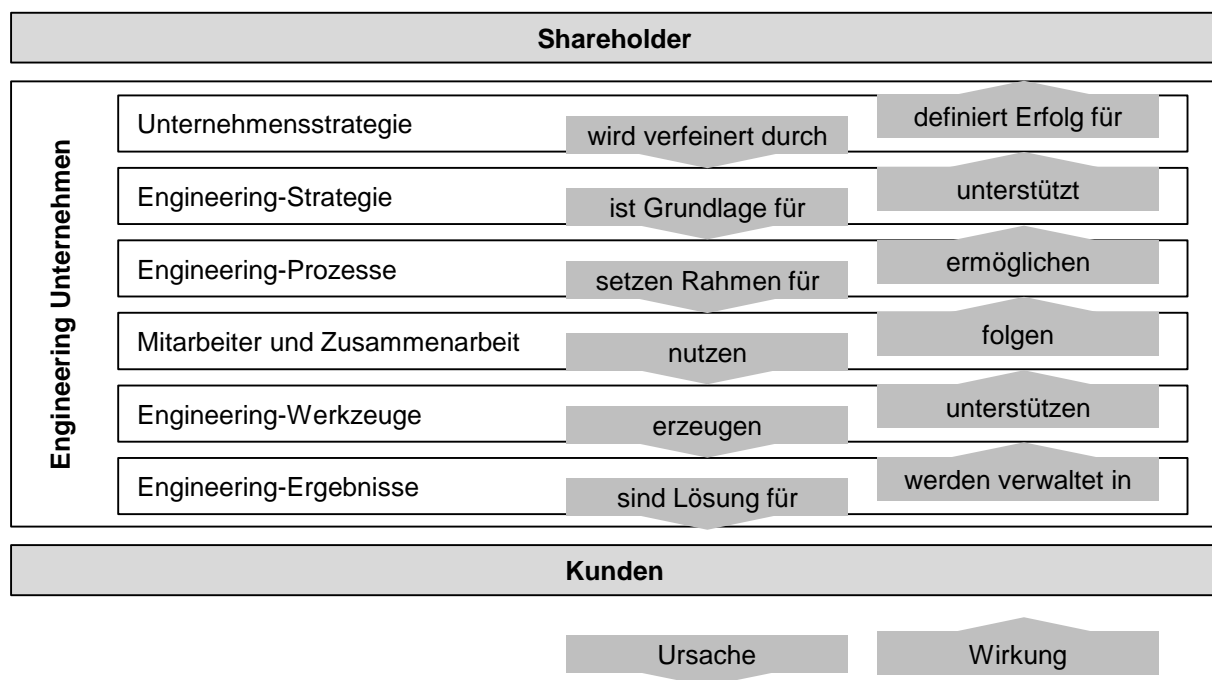 Shareholder
Engineering Unternehmen
Unternehmensstrategie
wird verfeinert durch
definiert Erfolg für
Engineering-Strategie
ist Grundlage für
unterstützt
Engineering-Prozesse
setzen Rahmen für
ermöglichen
Mitarbeiter und Zusammenarbeit
nutzen
folgen
Engineering-Werkzeuge
erzeugen
unterstützen
Engineering-Ergebnisse
sind Lösung für
werden verwaltet in
Kunden
Ursache
Wirkung